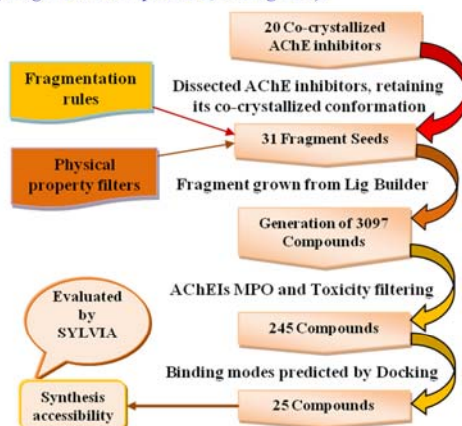 20 Co-crystallized
AChE inhibitors
Fragmentation
rules
Dissected AChE inhibitors, retaining
its co-crystallized conformation
31 Fragment Seeds
Physical
property filters
Fragment grown from Lig Builder
Generation of 3097
Compounds
AChEIs MPO and Toxicity filtering
Evaluated
by
SYLVIA
245 Compounds
Binding modes predicted by Docking
Synthesis
accessibility
25 Compounds